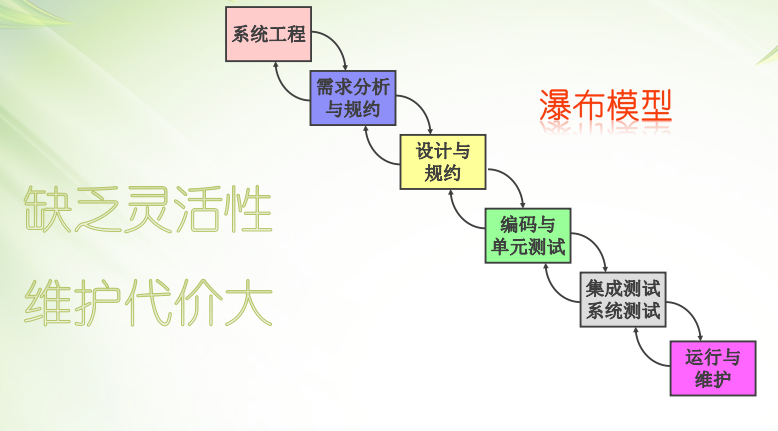 系统工程
需求分析
与规约
瀑布模型
设计与
规约
缺乏灵活性
编码与
单元测试
维护代价大
集成测试
系统测试
运行与
维护